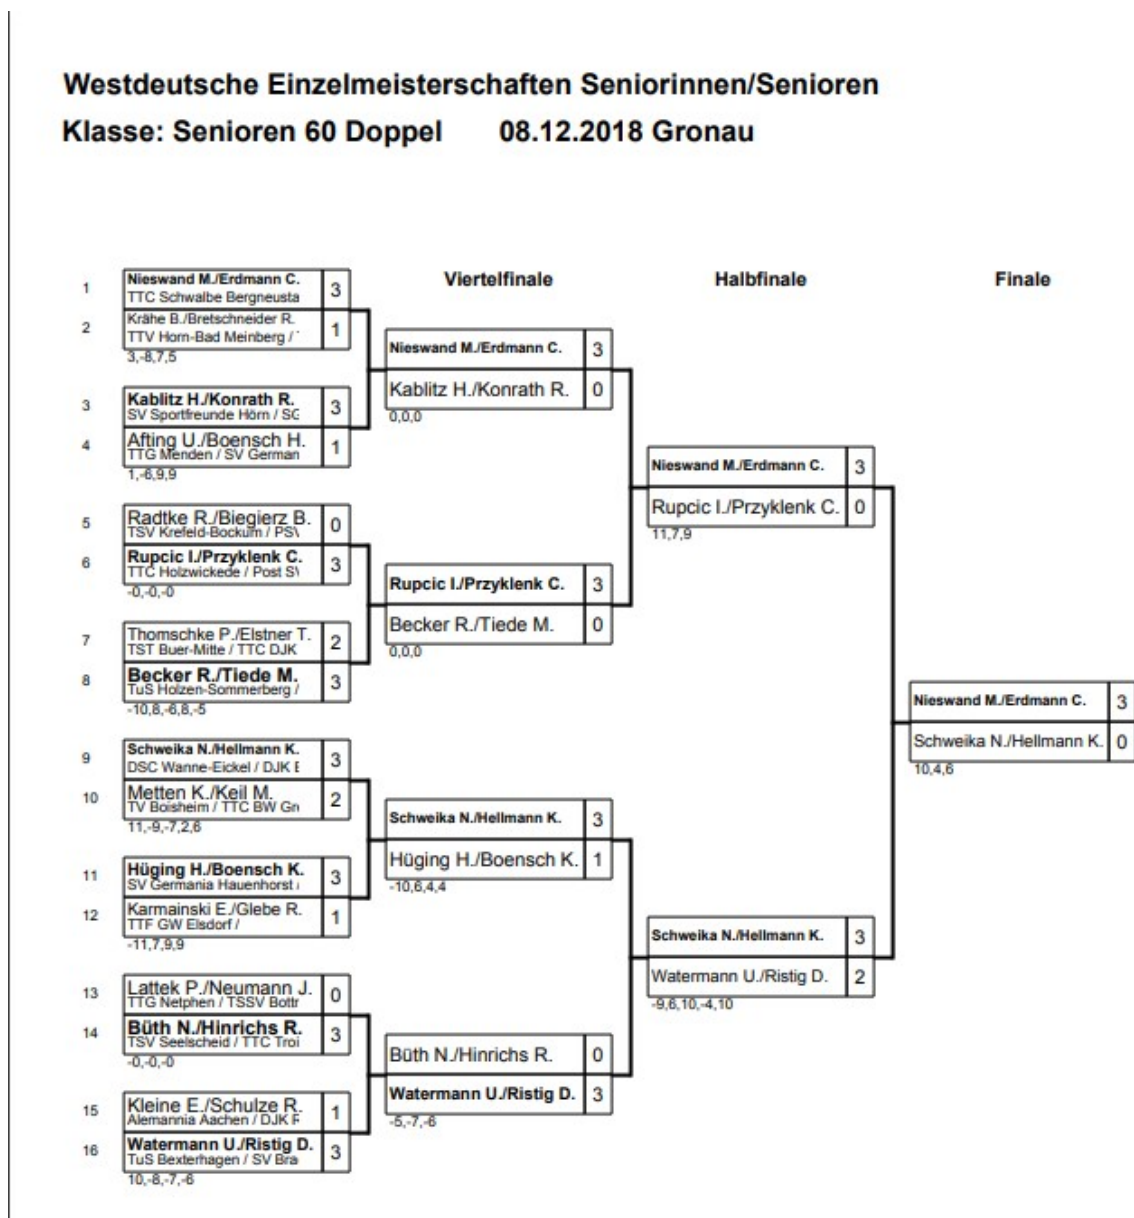 Westdeutsche Einzelmeisterschaften Seniorinnen/Senioren
Klasse: Senioren 60 Doppel 08.12.2018 Gronau
Viertelfinale Halbfinale Finale
1 Nieswand M./Erdmann C. 3
TTC Schwalbe Bergneusta
2 Krähe B./Bretschneider R. 1
TTV Horn-Bad Meinberg /
3,-8,7,5
3 Kablitz H./Konrath R. 3
SV Sportfreunde Hörn / SG
4 Afting U./Boensch H. 1
TTG Menden / SV German
1,-6,9,9
5 Radtke R./Biegierz B. 0
TSV Krefeld-Bockum / PSV
6 Rupcic I./Przyklenk C. 3
TTC Holzwickede / Post SV
-0,-0,-0
7 Thomschke P./Elstner T. 2
TST Buer-Mitte / TTC DJK
8 Becker R./Tiede M. 3
TuS Holzen-Sommerberg /
-10,8,-6,8,-5
9 Schweika N./Hellmann K. 3
DSC Wanne-Eickel / DJK E
10 Metten K./Keil M. 2
TV Boisheim / TTC BW Gr
11,-9,-7,2,6
11 Hüging H./Boensch K. 3
SV Germania Hauenhorst /
12 Karmainski E./Glebe R. 1
TTF GW Elsdorf /
-11,7,9,9
13 Lattek P./Neumann J. 0
TTG Netphen / TSSV Bottr
14 Büth N./Hinrichs R. 3
TSV Seelscheid / TTC Troi
-0,-0,-0
15 Kleine E./Schulze R. 1
Alemannia Aachen / DJK F
16 Watermann U./Ristig D. 3
TuS Bexterhagen / SV Bra
10,-8,-7,-6
Nieswand M./Erdmann C. 3
Kablitz H./Konrath R. 0
0,0,0
Rupcic I./Przyklenk C. 3
Becker R./Tiede M. 0
0,0,0
Schweika N./Hellmann K. 3
Hüging H./Boensch K. 1
-10,6,4,4
Büth N./Hinrichs R. 0
Watermann U./Ristig D. 3
-5,-7,-6
Nieswand M./Erdmann C. 3
Rupcic I./Przyklenk C. 0
11,7,9
Schweika N./Hellmann K. 3
Watermann U./Ristig D. 2
-9,6,10,-4,10
Nieswand M./Erdmann C. 3
Schweika N./Hellmann K. 0
10,4,6